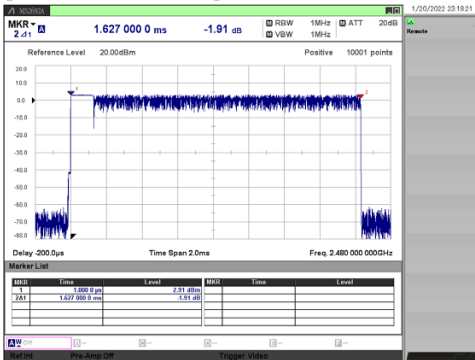 MS2692A
1/20/2022 23:18:21
MKR 2 Δ1 A 1.627 000 0 ms -1.91 dB RBW 1MHz ATT 20dB
VBW 1MHz
Remote
Reference Level 20.00dBm Positive 10001 points
20.0
10.0
0.0
-10.0
-20.0
-30.0
-40.0
-50.0
-60.0
-70.0
-80.0
1
2
Delay -200.0µs Time Span 2.0ms Freq. 2.480 000 000GHz
Marker List
MKR Time Level MKR Time Level
1 1.000 0 µs 2.91 dBm
2Δ1 1.627 000 0 ms -1.91 dB
A Off
Ref.Int Pre-Amp Off Trigger Video